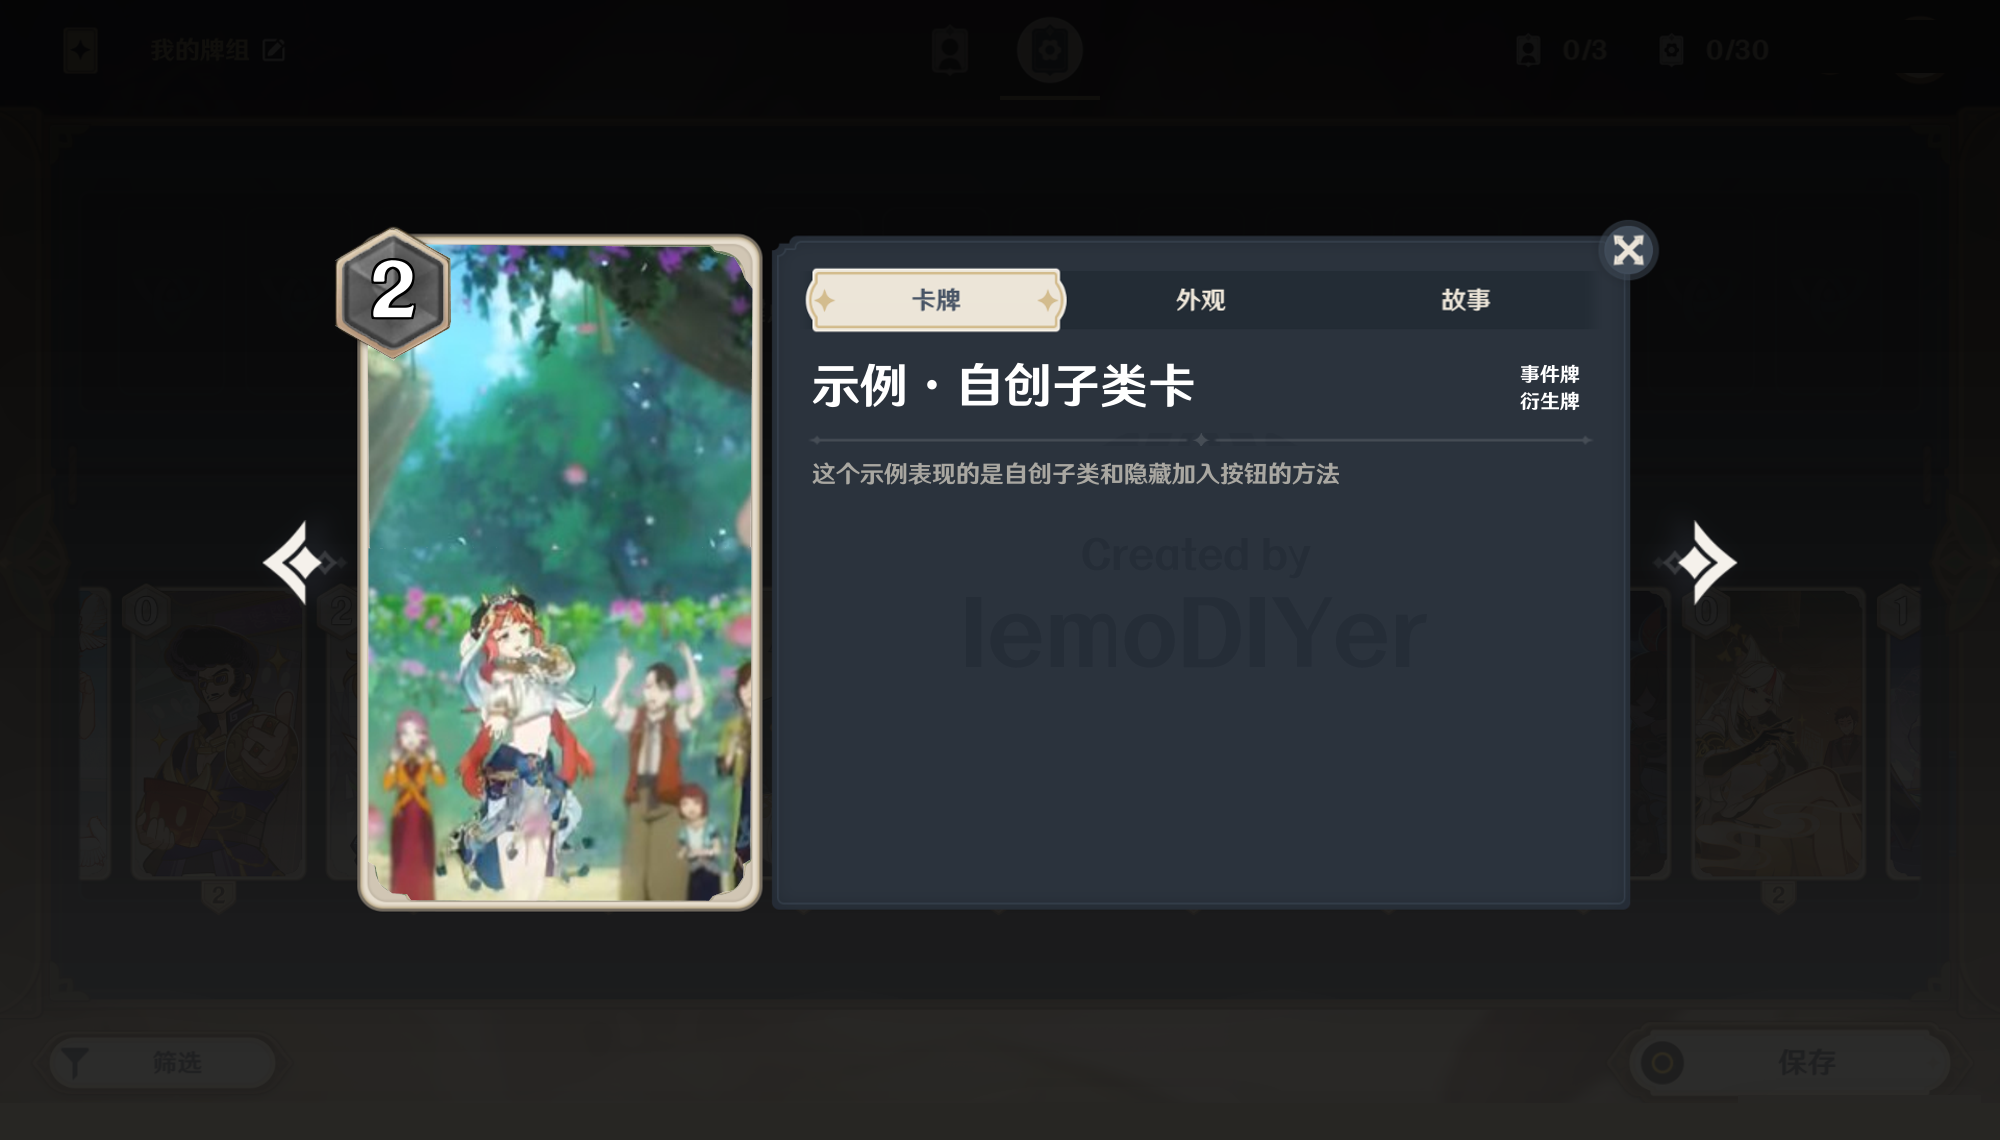 我的牌组
0/3
0/30
2
卡牌
外观
故事
示例·自创子类卡
事件牌
衍生牌
这个示例表现的是自创子类和隐藏加入按钮的方法
Created by
lemoDIYer
0
2
0
1
2
2
筛选
保存